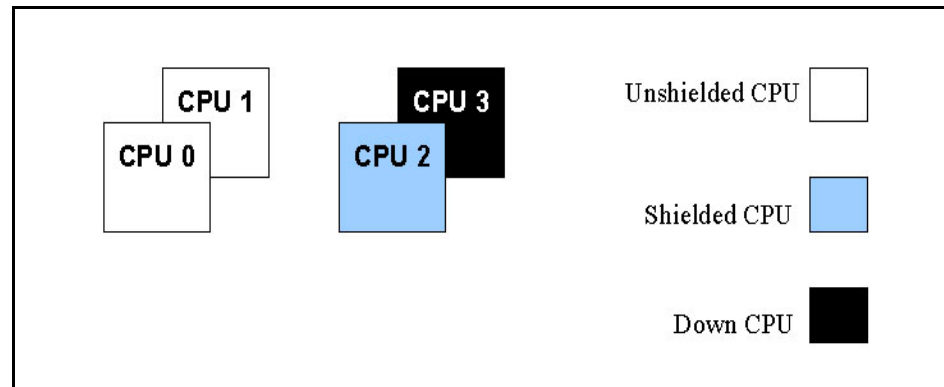 CPU 1
CPU 0
CPU 3
CPU 2
Unshielded CPU
Shielded CPU
Down CPU